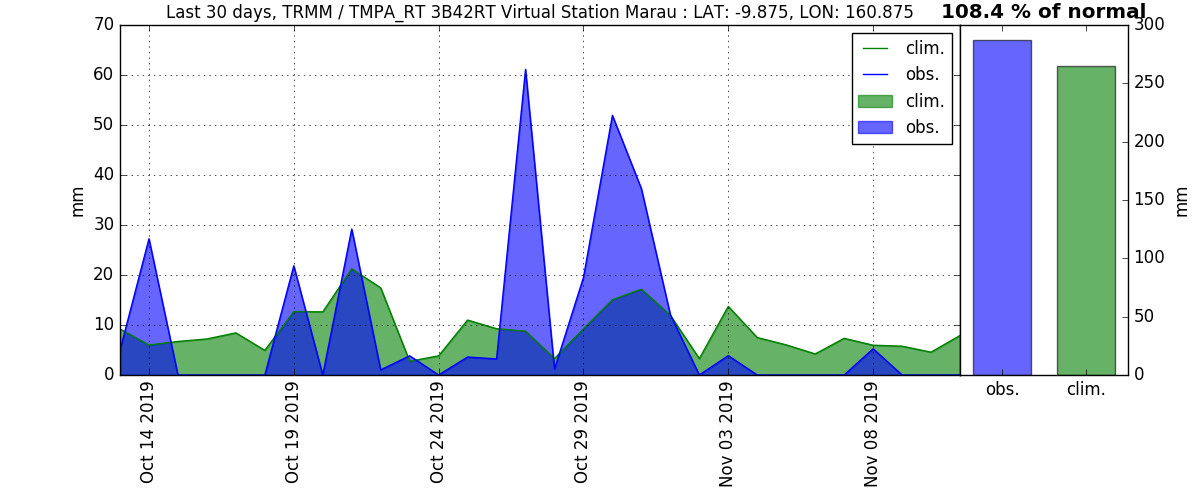 Last 30 days, TRMM / TMPA_RT 3B42RT Virtual Station Marau : LAT: -9.875, LON: 160.875
108.4 % of normal
70
60
50
40
30
20
10
0
mm
clim.
obs.
clim.
obs.
Oct 14 2019
Oct 19 2019
Oct 24 2019
Oct 29 2019
Nov 03 2019
Nov 08 2019
300
250
200
150
100
50
0
mm
obs.
clim.